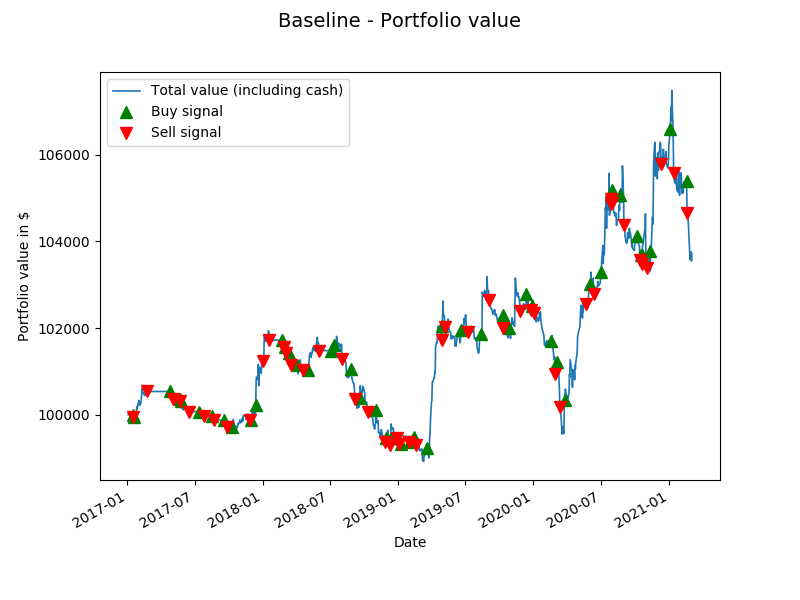 Baseline - Portfolio value
Total value (including cash)
Buy signal
Sell signal
Portfolio value in $
106000
104000
102000
100000
2017-01
2017-07
2018-01
2018-07
2019-01
2019-07
2020-01
2020-07
2021-01
Date